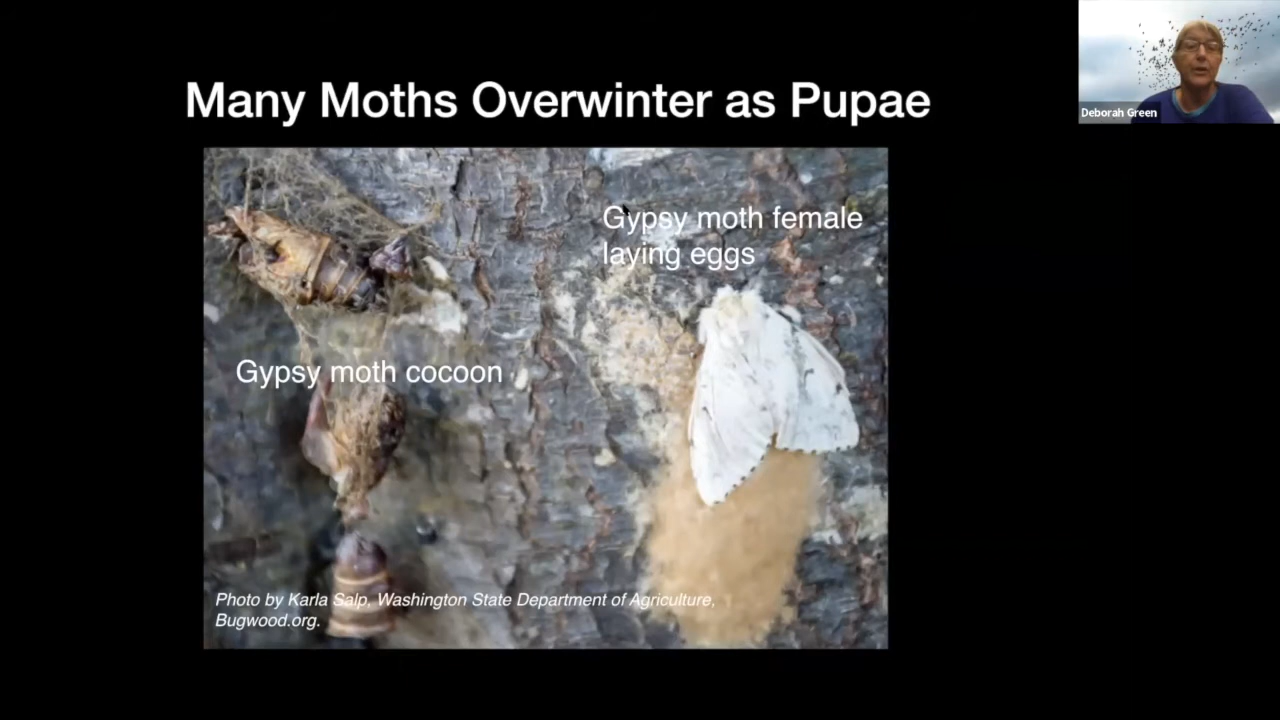 Many Moths Overwinter as Pupae
Deborah Green
Gypsy moth female
laying eggs
Gypsy moth cocoon
Photo by Karla Salp, Washington State Department of Agriculture,
Bugwood.org.